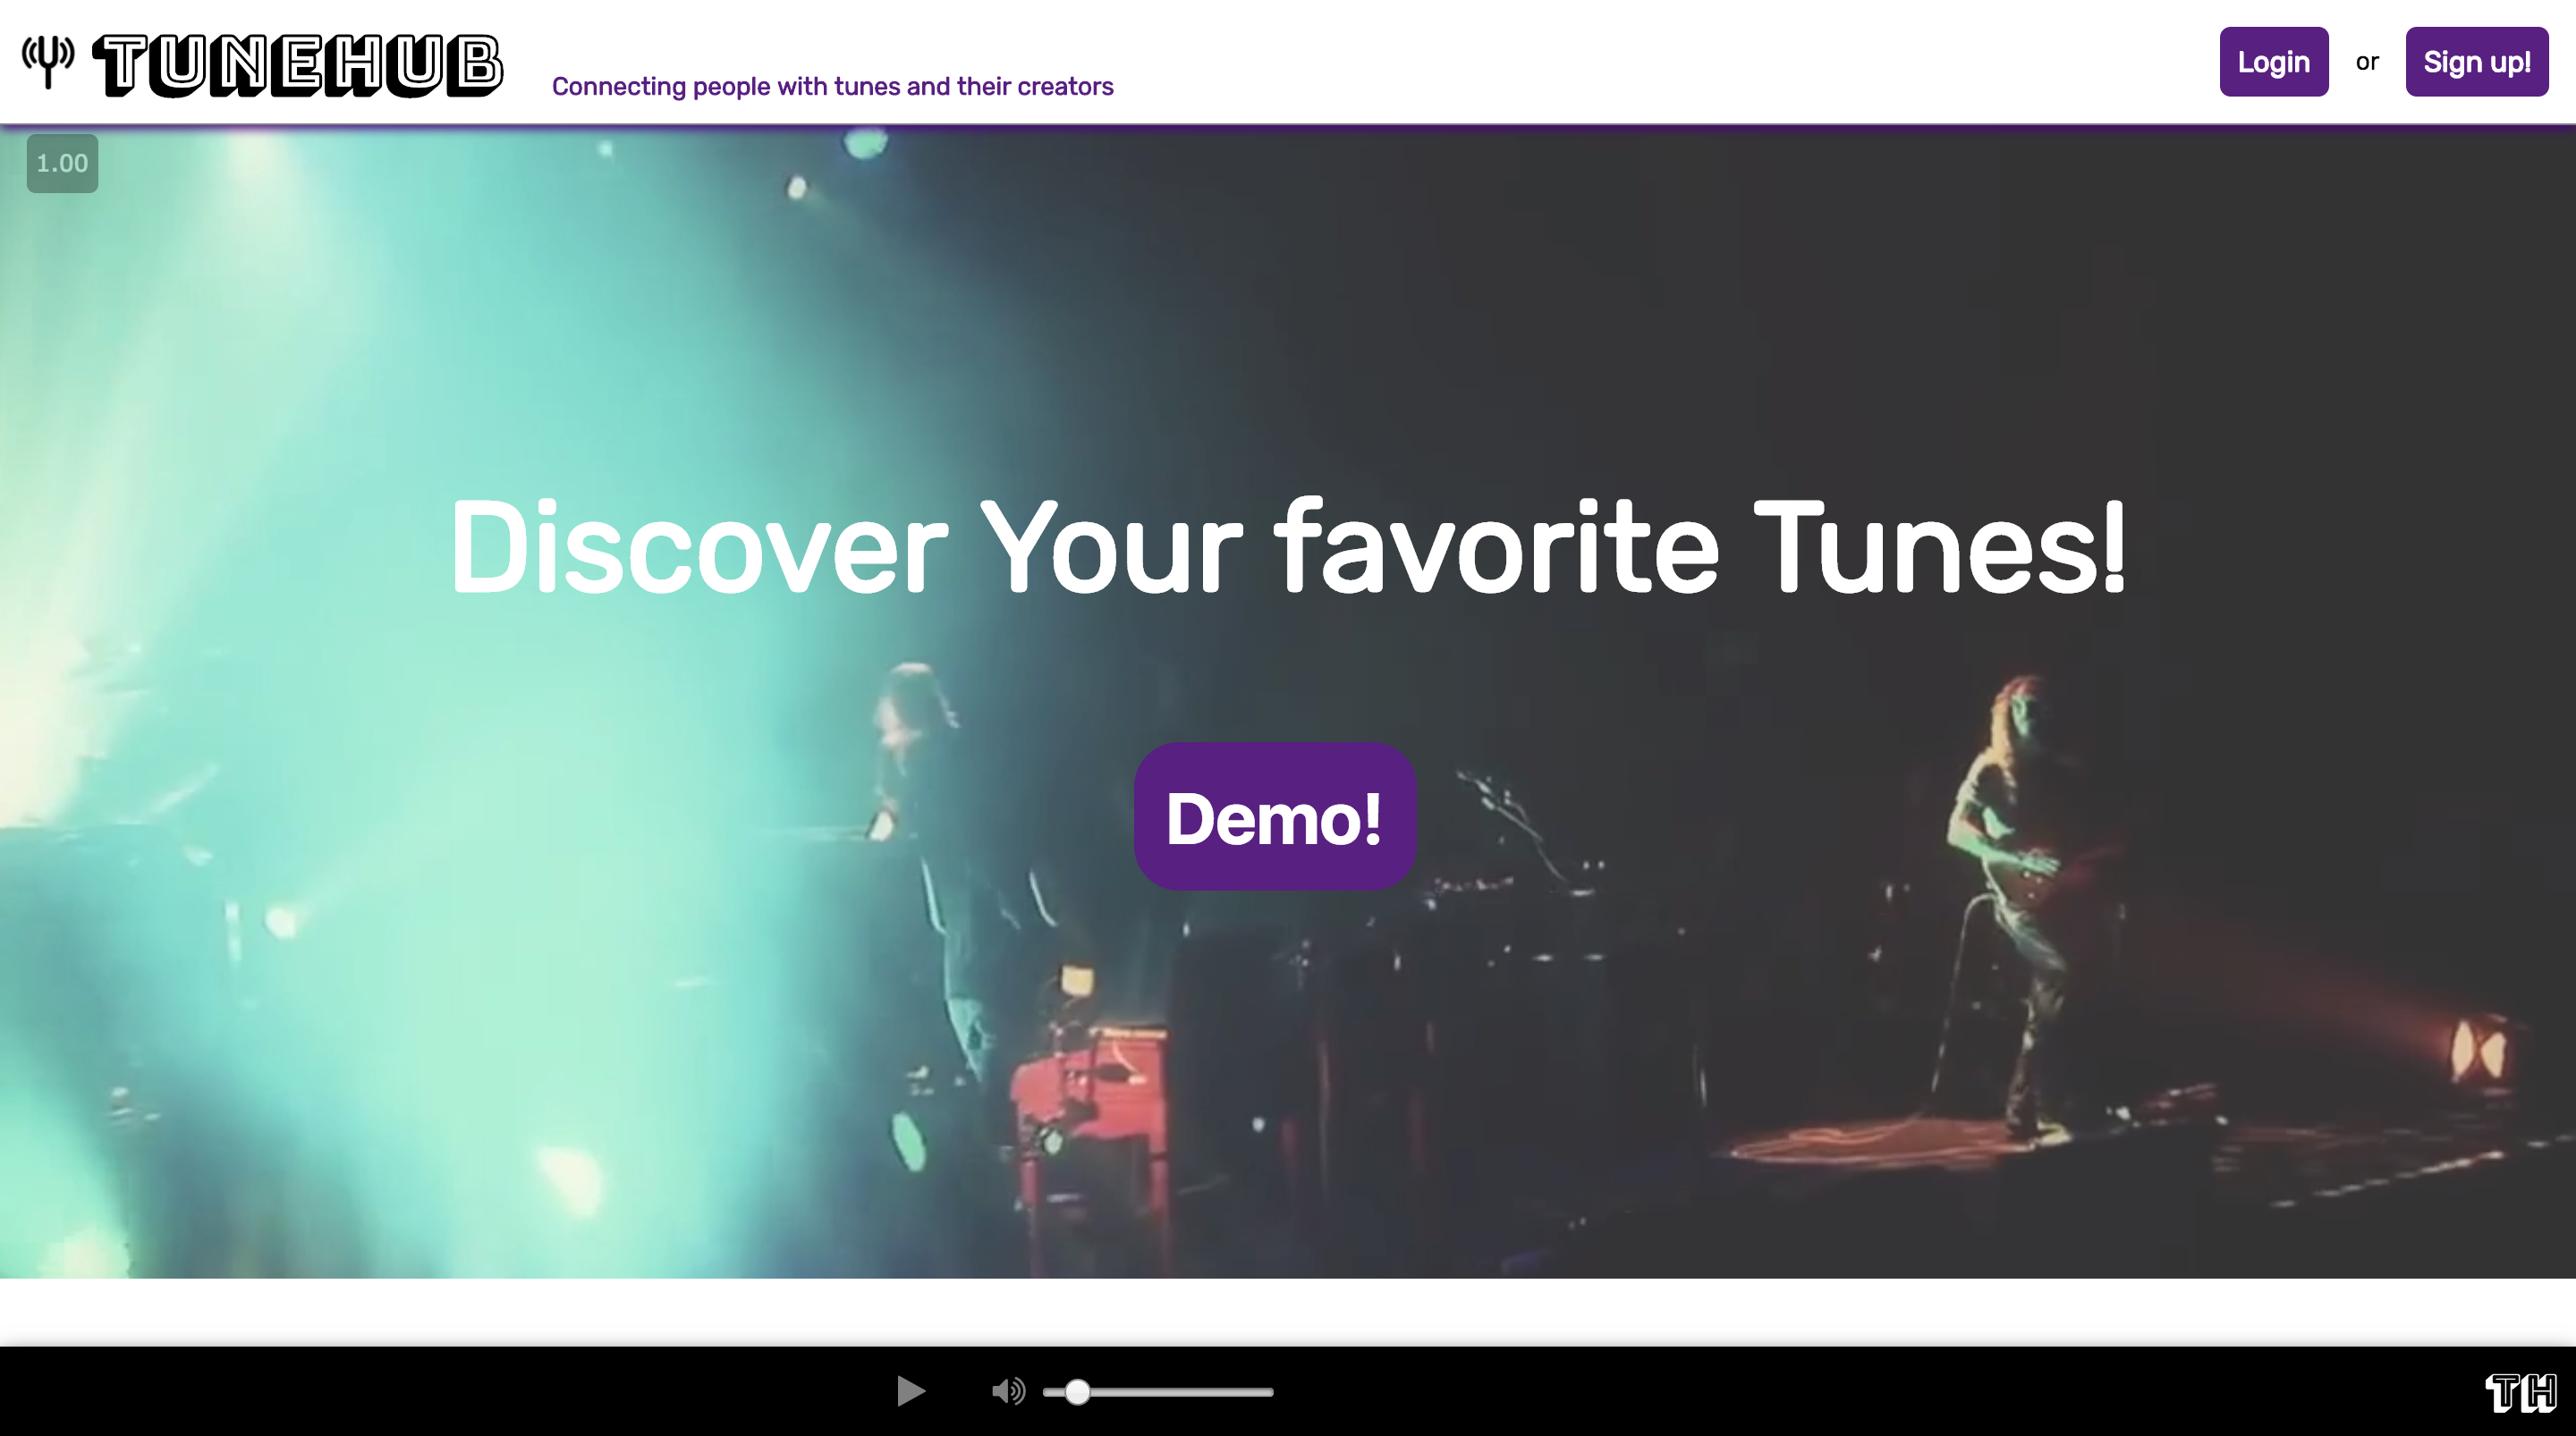 TUNEHUB
Connecting people with tunes and their creators
Login or Sign up!
1.00
Discover Your favorite Tunes!
Demo!
TH